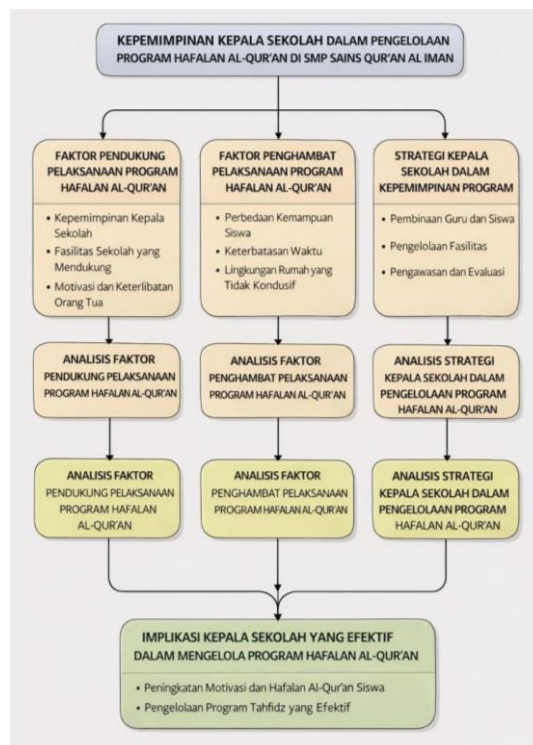 KEPEMIMPINAN KEPALA SEKOLAH DALAM PENGELOLAAN
PROGRAM HAFALAN AL-QUR'AN DI SMP SAINS QUR'AN AL IMAN
FAKTOR PENDUKUNG
PELAKSANAAN PROGRAM
HAFALAN AL-QUR'AN
• Kepemimpinan Kepala
Sekolah
• Fasilitas Sekolah yang
Mendukung
• Motivasi dan Keterlibatan
Orang Tua
FAKTOR PENGHAMBAT
PELAKSANAAN PROGRAM
HAFALAN AL-QUR'AN
• Perbedaan Kemampuan
Siswa
• Keterbatasan Waktu
• Lingkungan Rumah yang
Tidak Kondusif
STRATEGI KEPALA
SEKOLAH DALAM
KEPEMIMPINAN PROGRAM
• Pembinaan Guru dan Siswa
• Pengelolaan Fasilitas
• Pengawasan dan Evaluasi
ANALISIS FAKTOR
PENDUKUNG PELAKSANAAN
PROGRAM HAFALAN AL-QUR'AN
ANALISIS FAKTOR
PENGHAMBAT PELAKSANAAN
PROGRAM HAFALAN AL-QUR'AN
ANALISIS STRATEGI
KEPALA SEKOLAH DALAM
PENGELOLAAN PROGRAM
HAFALAN AL-QUR'AN
ANALISIS FAKTOR
PENDUKUNG PELAKSANAAN
PROGRAM HAFALAN
AL-QUR'AN
ANALISIS FAKTOR
PENGHAMBAT PELAKSANAAN
PROGRAM HAFALAN AL-QUR'AN
ANALISIS STRATEGI
KEPALA SEKOLAH DALAM
PENGELOLAAN PROGRAM
HAFALAN AL-QUR'AN
IMPLIKASI KEPALA SEKOLAH YANG EFEKTIF
DALAM MENGELOLA PROGRAM HAFALAN AL-QUR'AN
• Peningkatan Motivasi dan Hafalan Al-Qur'an Siswa
• Pengelolaan Program Tahfidz yang Efektif